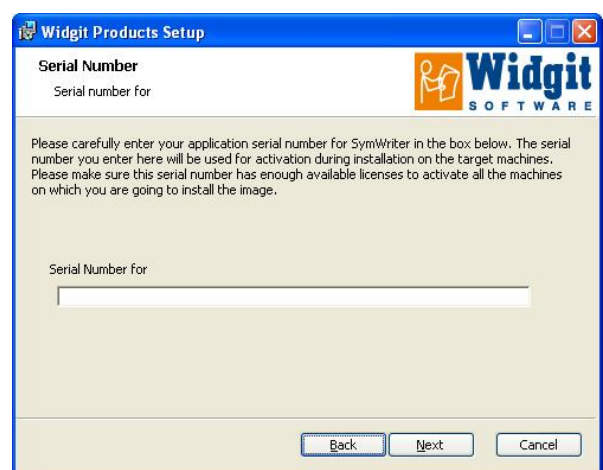 Widgit Products Setup
Serial Number
Serial number for
Widgit
SOFTWARE
Please carefully enter your application serial number for SymWriter in the box below. The serial
number you enter here will be used for activation during installation on the target machines.
Please make sure this serial number has enough available licenses to activate all the machines
on which you are going to install the image.
Serial Number for
Back
Next
Cancel